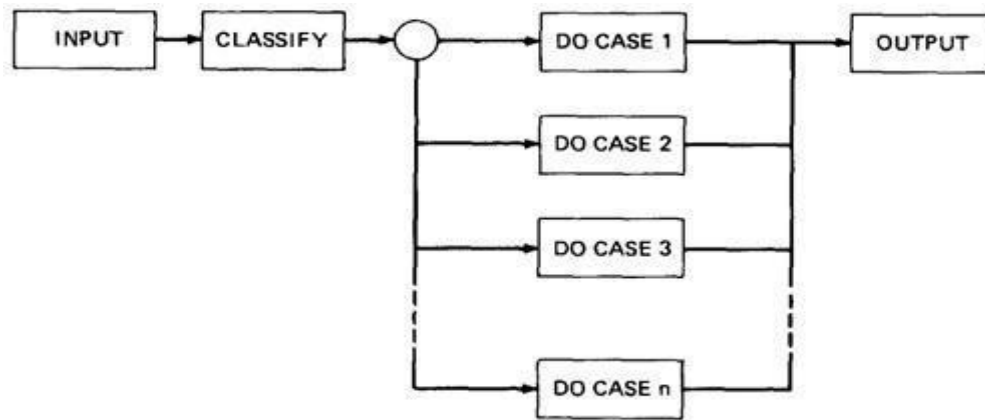 INPUT
CLASSIFY
DO CASE 1
OUTPUT
DO CASE 2
DO CASE 3
DO CASE n